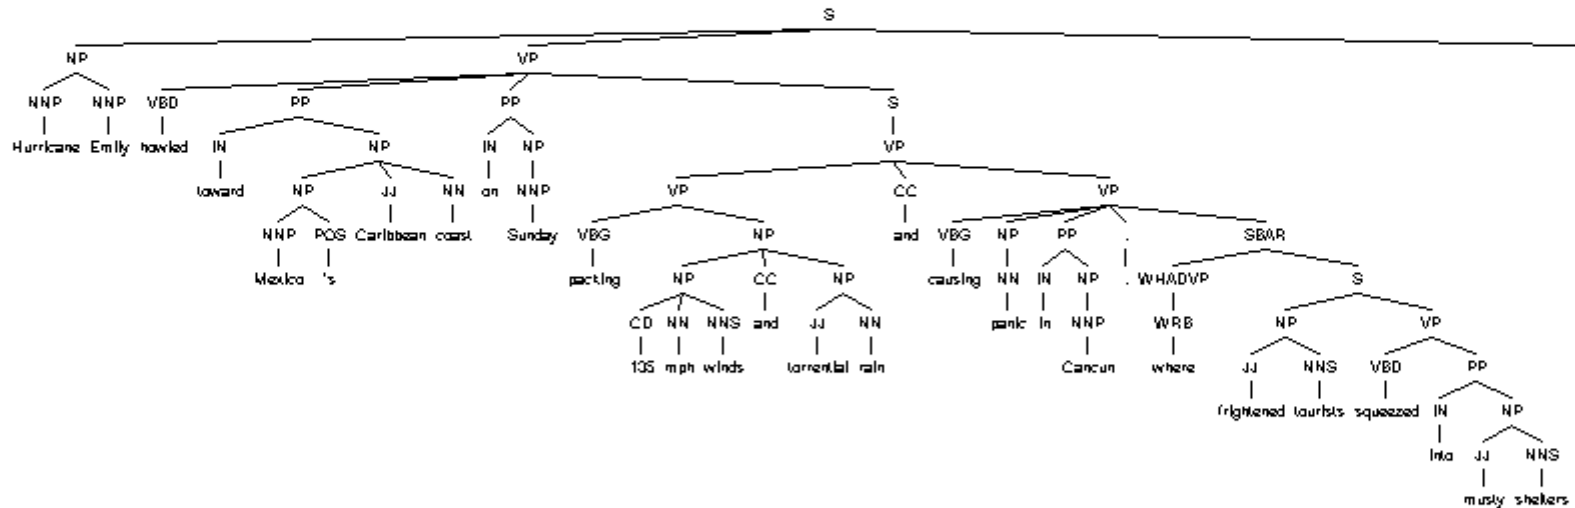 S
NP VP
NNP NNP VBD PP PP S
Hurricane Emily howled IN NP IN NP VP
toward NP JJ NN on NNP VP CC VP
NNP POS Caribbean coast Sunday VBG NP and VBG NP PP , SBAR
Mexico 's packing NP CC NP causing NN IN NP , WHADVP S
CD NN NNS and JJ NN panic in NNP WRB NP VP
135 mph winds torrential rain Cancun where JJ NNS VBD PP
frightened tourists squeezed IN NP
into JJ NNS
musty shelters